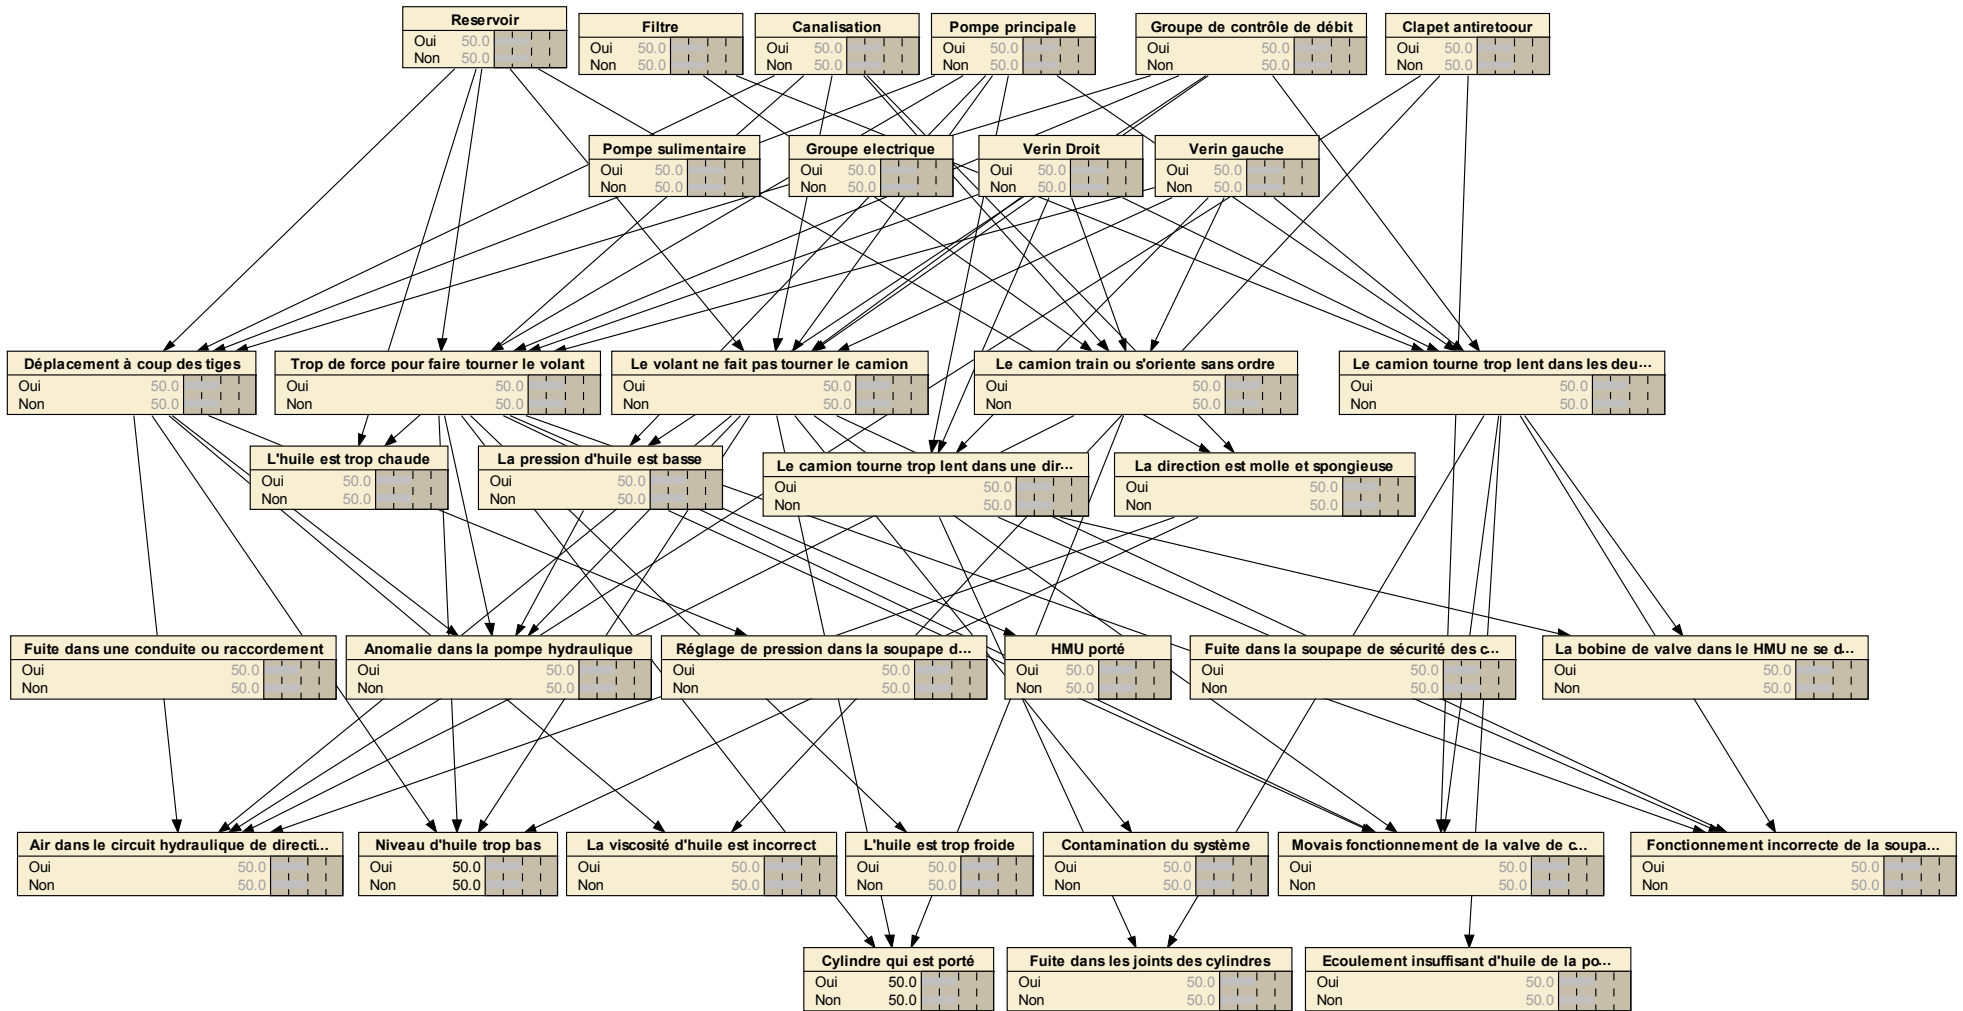 Reservoir
Oui 50.0
Non 50.0
Filtre
Oui 50.0
Non 50.0
Canalisation
Oui 50.0
Non 50.0
Pompe principale
Oui 50.0
Non 50.0
Groupe de contrôle de débit
Oui 50.0
Non 50.0
Clapet antiretoour
Oui 50.0
Non 50.0
Pompe sulimentaire
Oui 50.0
Non 50.0
Groupe electrique
Oui 50.0
Non 50.0
Verin Droit
Oui 50.0
Non 50.0
Verin gauche
Oui 50.0
Non 50.0
Déplacement à coup des tiges
Oui 50.0
Non 50.0
Trop de force pour faire tourner le volant
Oui 50.0
Non 50.0
Le volant ne fait pas tourner le camion
Oui 50.0
Non 50.0
Le camion train ou s'oriente sans ordre
Oui 50.0
Non 50.0
Le camion tourne trop lent dans les deu...
Oui 50.0
Non 50.0
L'huile est trop chaude
Oui 50.0
Non 50.0
La pression d'huile est basse
Oui 50.0
Non 50.0
Le camion tourne trop lent dans une dir...
Oui 50.0
Non 50.0
La direction est molle et spongieuse
Oui 50.0
Non 50.0
Fuite dans une conduite ou raccordement
Oui 50.0
Non 50.0
Anomalie dans la pompe hydraulique
Oui 50.0
Non 50.0
Réglage de pression dans la soupape d...
Oui 50.0
Non 50.0
HMU porté
Oui 50.0
Non 50.0
Fuite dans la soupape de sécurité des c...
Oui 50.0
Non 50.0
La bobine de valve dans le HMU ne se d...
Oui 50.0
Non 50.0
Air dans le circuit hydraulique de directi...
Oui 50.0
Non 50.0
Niveau d'huile trop bas
Oui 50.0
Non 50.0
La viscosité d'huile est incorrect
Oui 50.0
Non 50.0
L'huile est trop froide
Oui 50.0
Non 50.0
Contamination du système
Oui 50.0
Non 50.0
Movais fonctionnement de la valve de c...
Oui 50.0
Non 50.0
Fonctionnement incorrecte de la soupa...
Oui 50.0
Non 50.0
Cylindre qui est porté
Oui 50.0
Non 50.0
Fuite dans les joints des cylindres
Oui 50.0
Non 50.0
Ecoulement insuffisant d'huile de la po...
Oui 50.0
Non 50.0